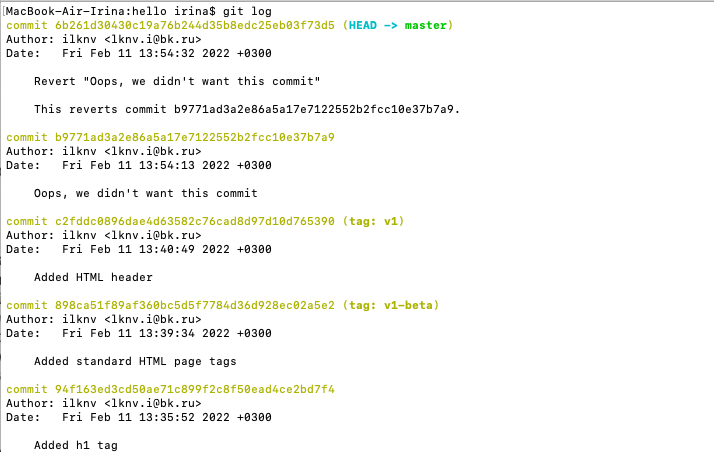 MacBook-Air-Irina:hello irina$ git log
commit 6b261d30430c19a76b244d35b8edc25eb03f73d5 (HEAD -> master)
Author: ilknv <lknv.i@bk.ru>
Date:   Fri Feb 11 13:54:32 2022 +0300
Revert "Oops, we didn't want this commit"
This reverts commit b9771ad3a2e86a5a17e7122552b2fcc10e37b7a9.
commit b9771ad3a2e86a5a17e7122552b2fcc10e37b7a9
Author: ilknv <lknv.i@bk.ru>
Date:   Fri Feb 11 13:54:13 2022 +0300
Oops, we didn't want this commit
commit c2fddc0896dae4d63582c76cad8d97d10d765390 (tag: v1)
Author: ilknv <lknv.i@bk.ru>
Date:   Fri Feb 11 13:40:49 2022 +0300
Added HTML header
commit 898ca51f89af360bc5d5f7784d36d928ec02a5e2 (tag: v1-beta)
Author: ilknv <lknv.i@bk.ru>
Date:   Fri Feb 11 13:39:34 2022 +0300
Added standard HTML page tags
commit 94f163ed3cd50ae71c899f2c8f50ead4ce2bd7f4
Author: ilknv <lknv.i@bk.ru>
Date:   Fri Feb 11 13:35:52 2022 +0300
Added h1 tag